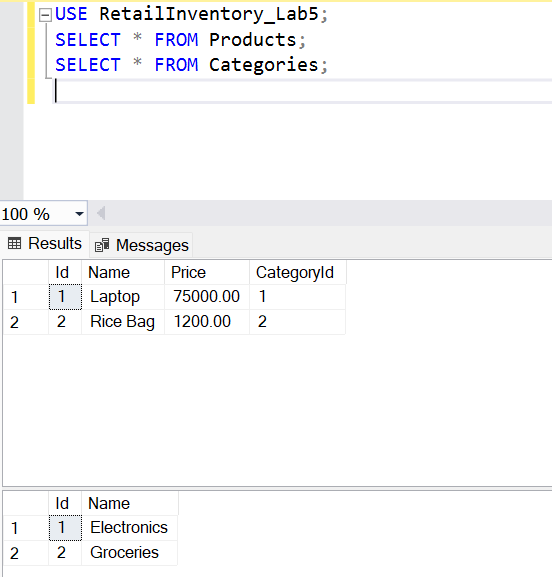 USE RetailInventory_Lab5;
SELECT * FROM Products;
SELECT * FROM Categories;
100 %
Results Messages
Id Name Price CategoryId
1 1 Laptop 75000.00 1
2 2 Rice Bag 1200.00 2
Id Name
1 1 Electronics
2 2 Groceries